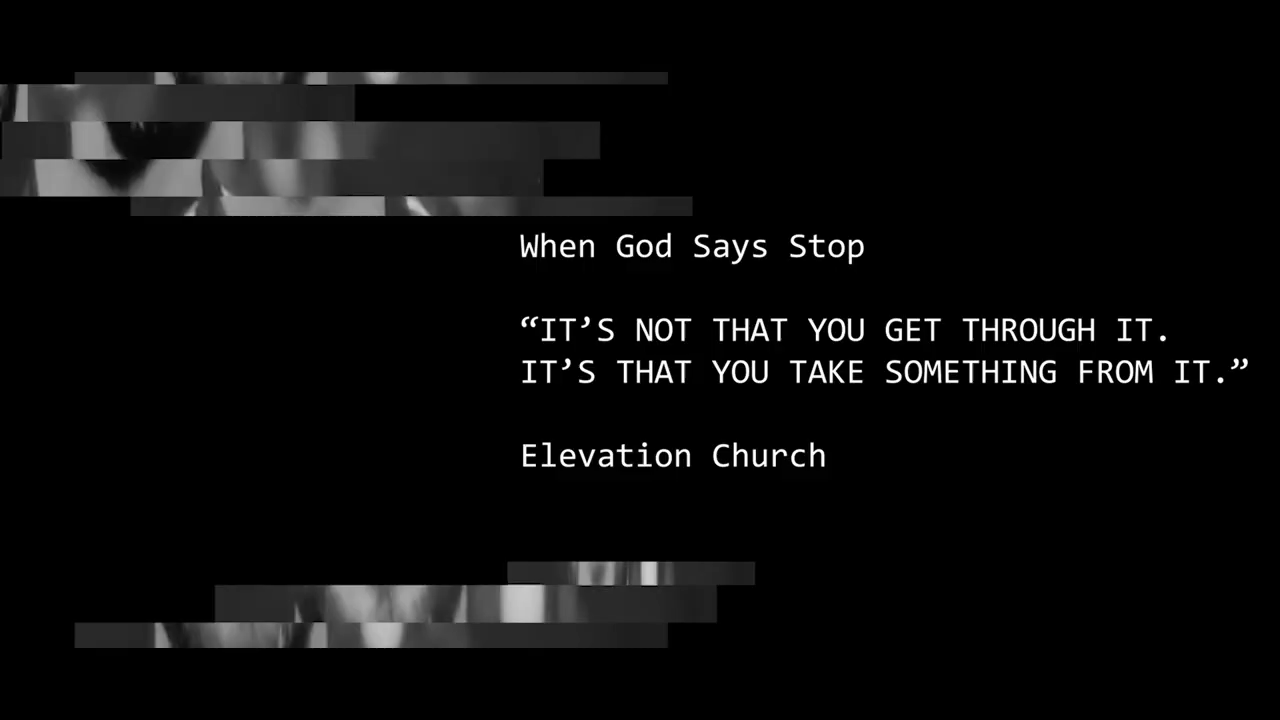 When God Says Stop
“IT’S NOT THAT YOU GET THROUGH IT.
IT’S THAT YOU TAKE SOMETHING FROM IT.”
Elevation Church